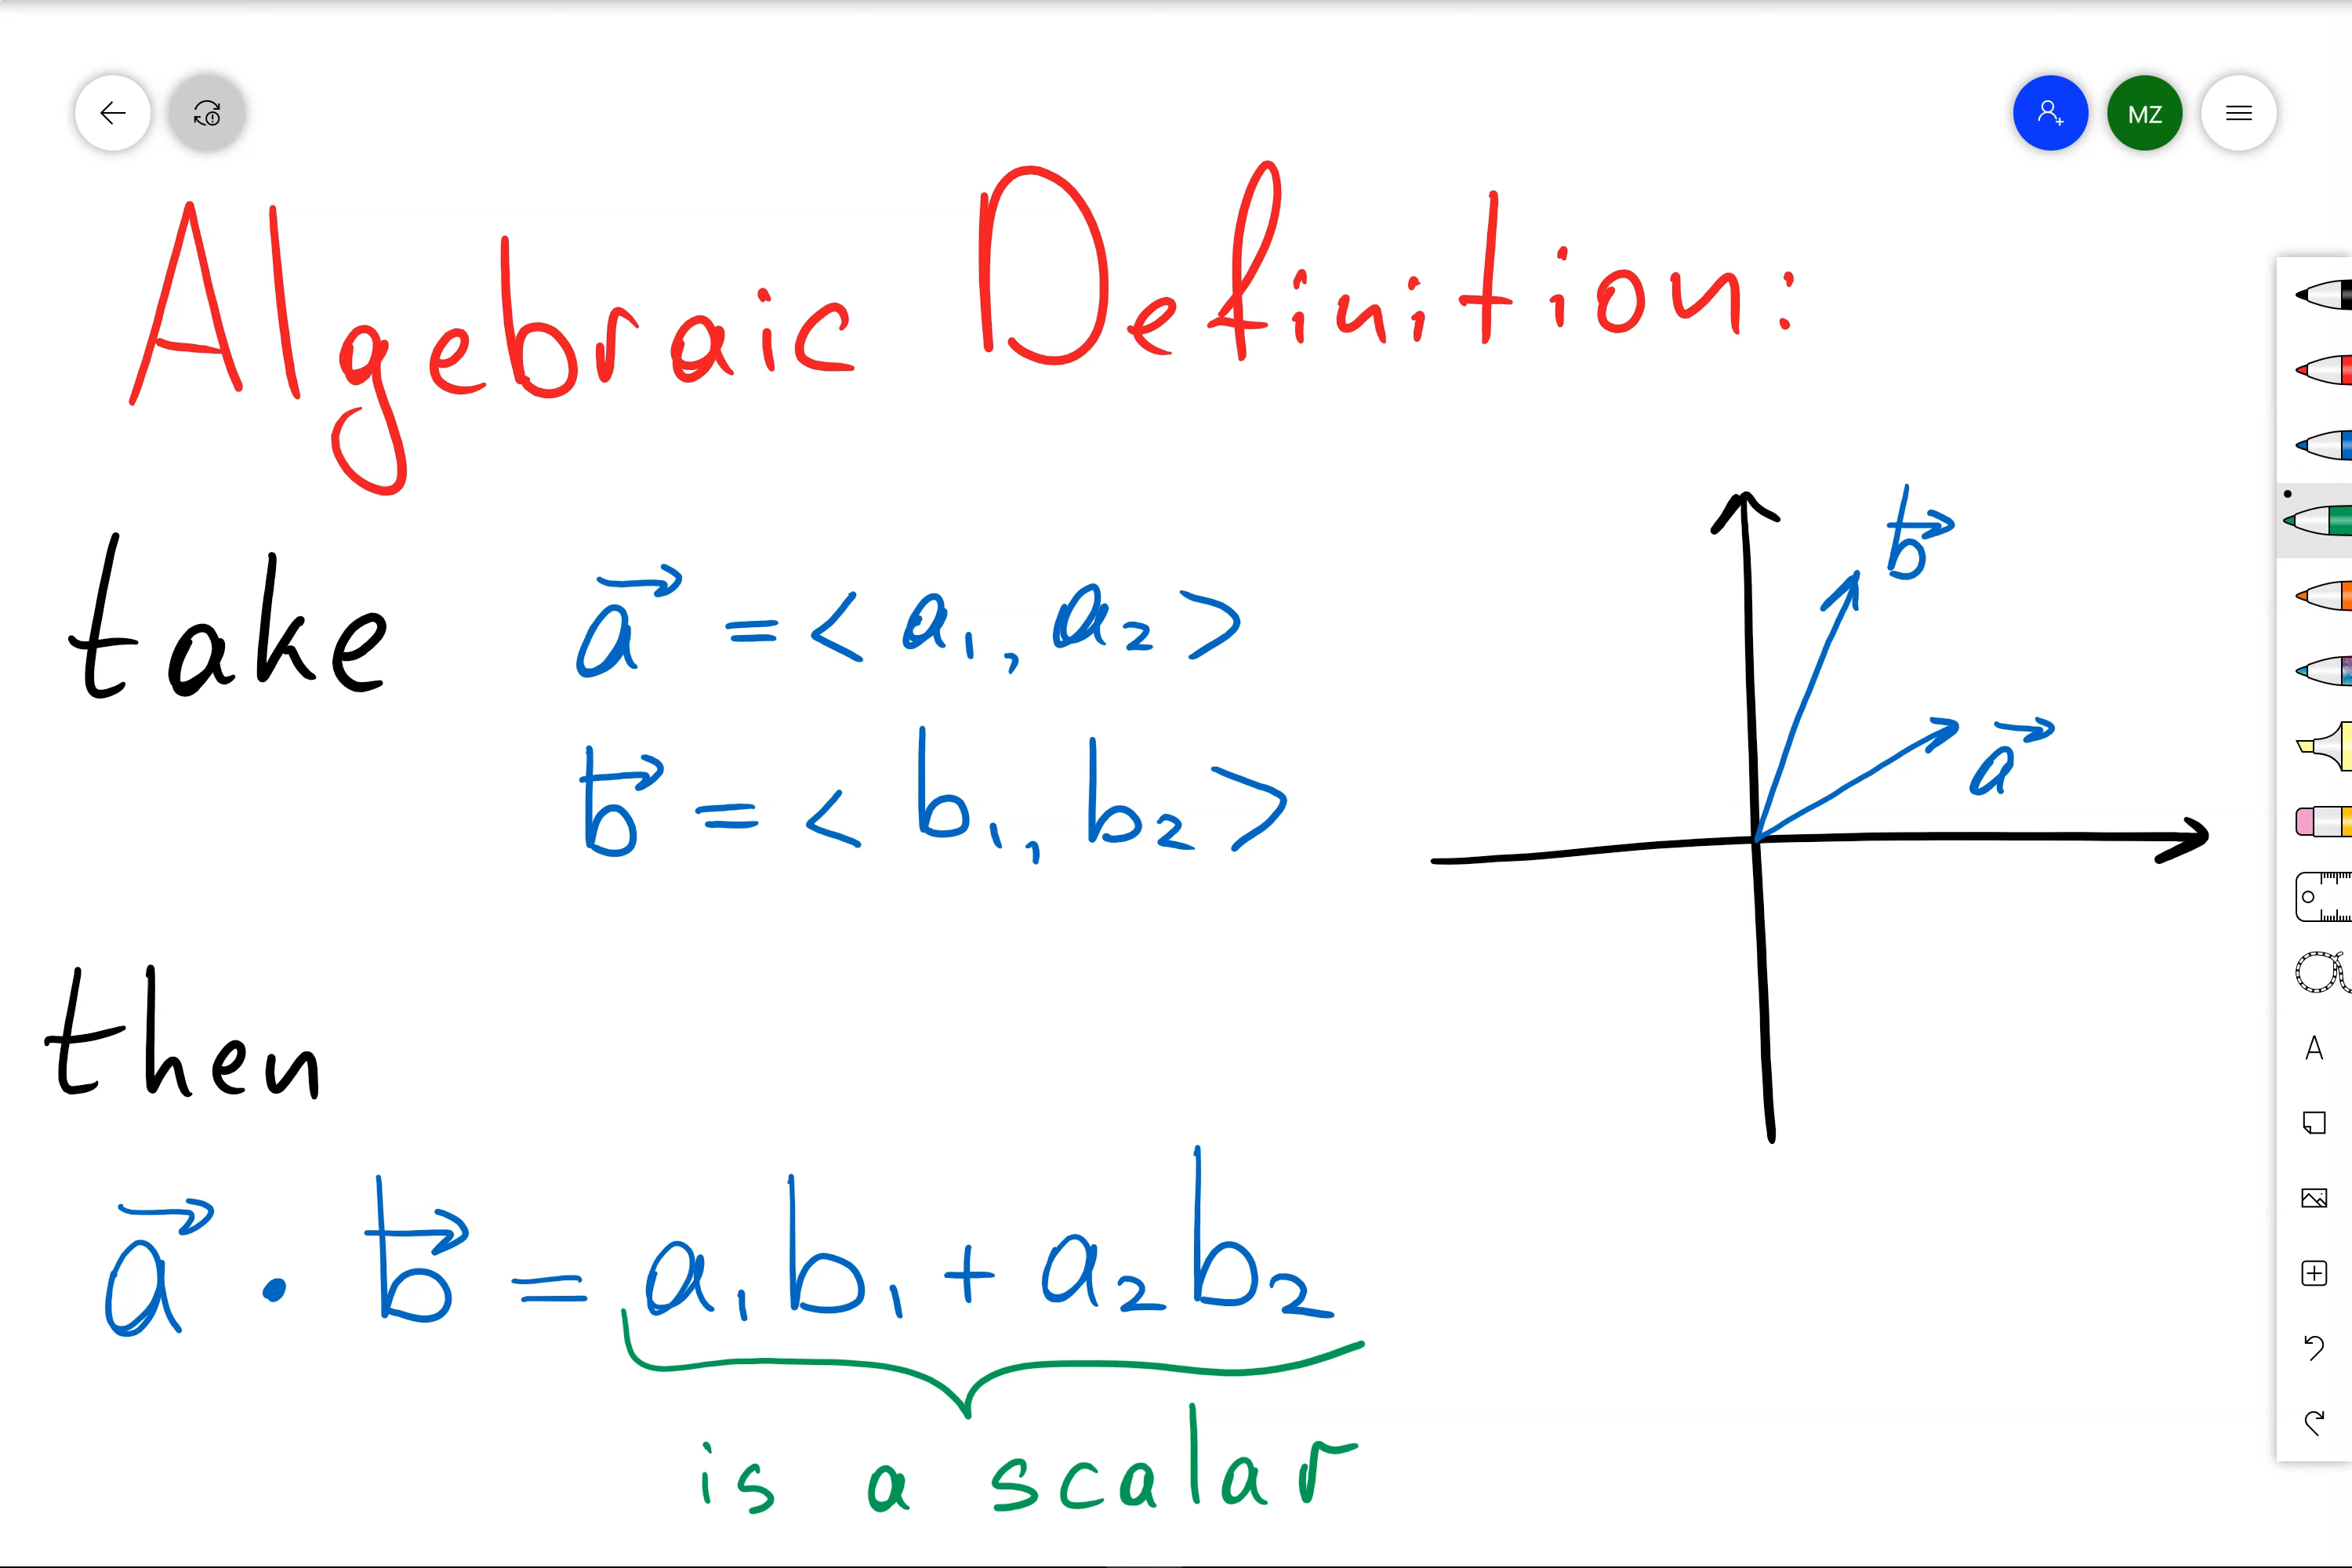 MZ
Algebraic Definition:
take a⃗ = <a₁, a₂>
b⃗ = <b₁, b₂>
b⃗
a⃗
then
a⃗ · b⃗ = a₁b₁ + a₂b₂
is a scalar
A